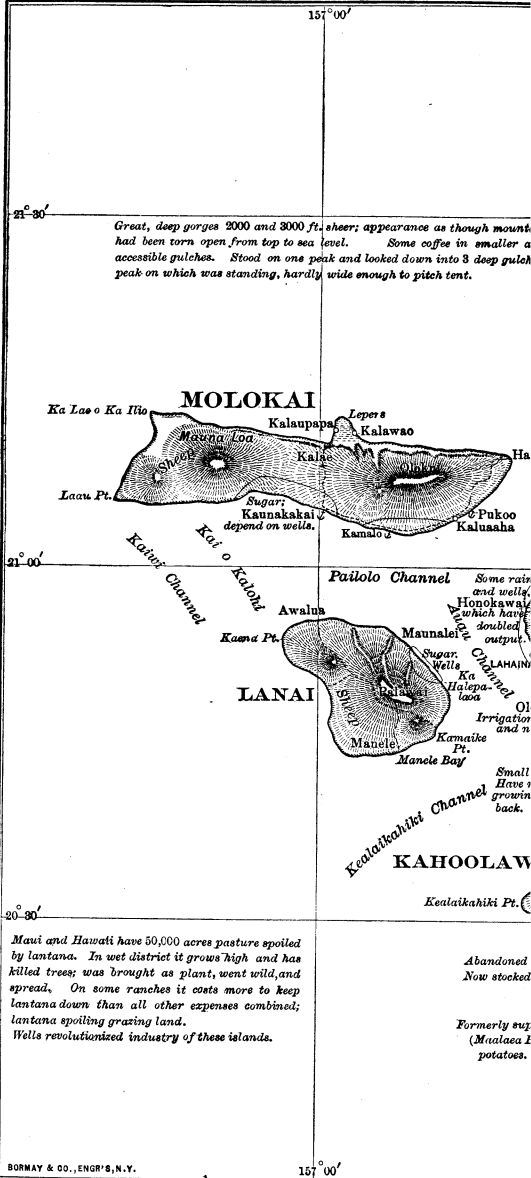 157°00'
21°30'
Great, deep gorges 2000 and 3000 ft. sheer; appearance as though mount
had been torn open from top to sea level. Some coffee in smaller a
accessible gulches. Stood on one peak and looked down into 3 deep gulch
peak on which was standing, hardly wide enough to pitch tent.
MOLOKAI
Ka Lae o Ka Ilio
Lepers
Kalaupapa
Kalawao
Mauna Loa
Kalae
Ha
Sheep
Olokui
Laau Pt.
Sugar;
Kaunakakai
depend on wells.
Pukoo
Kaluaaha
Kamalo
Kaiwi Channel
Kai o Kalohi
21°00'
Pailolo Channel
Some rain
and wells,
Honokawai
which have
doubled
output.
Auau Channel
Awalua
Kaena Pt.
Maunalei
Sugar.
Wells
LAHAIN
Ka
Halepa-
laoa
LANAI
Sheep
Palawai
Ol
Irrigation
and n
Kamaike
Pt.
Manele
Manele Bay
Small
Have n
growin
back.
Kealaikahiki Channel
KAHOOLAW
Kealaikahiki Pt.
20°30'
Maui and Hawaii have 50,000 acres pasture spoiled
by lantana. In wet district it grows high and has
killed trees; was brought as plant, went wild, and
spread. On some ranches it costs more to keep
lantana down than all other expenses combined;
lantana spoiling grazing land.
Wells revolutionized industry of these islands.
Abandoned
Now stocked
Formerly sup
(Maalaea B
potatoes.
BORMAY & CO., ENGR'S, N.Y.
157°00'